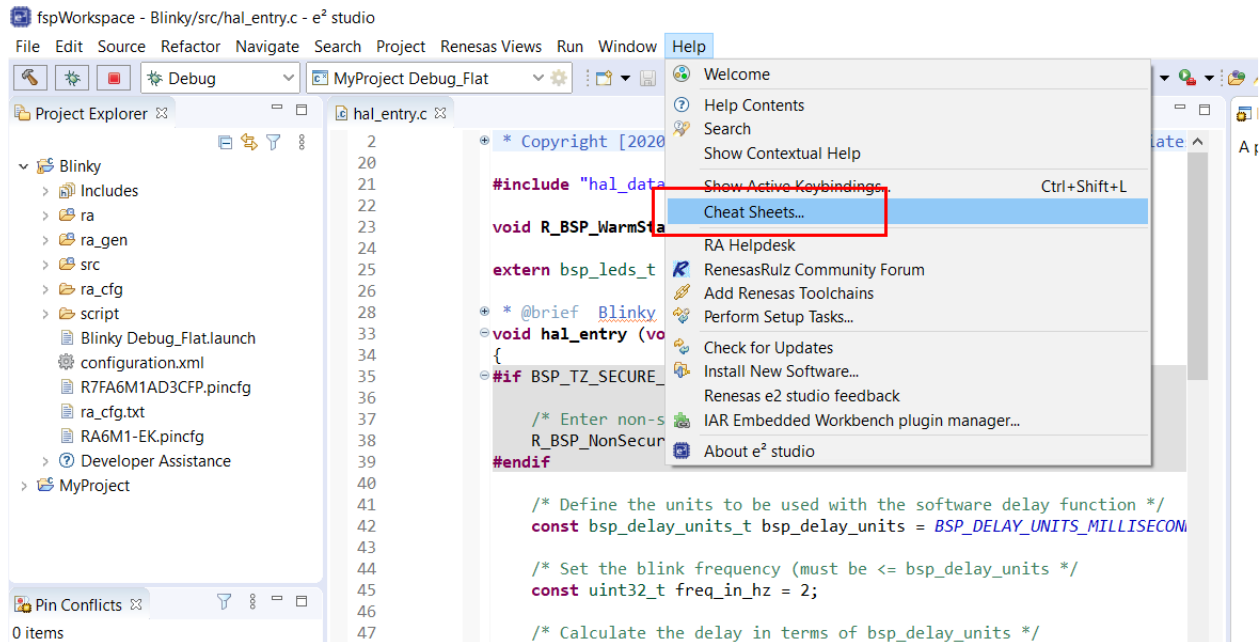 fspWorkspace - Blinky/src/hal_entry.c - e² studio
File Edit Source Refactor Navigate Search Project Renesas Views Run Window Help
Debug
MyProject Debug_Flat
Project Explorer
Blinky
Includes
ra
ra_gen
src
ra_cfg
script
Blinky Debug_Flat.launch
configuration.xml
R7FA6M1AD3CFP.pincfg
ra_cfg.txt
RA6M1-EK.pincfg
Developer Assistance
MyProject
Pin Conflicts
0 items
hal_entry.c
2 * Copyright [2020
20
21 #include "hal_data
22
23 void R_BSP_WarmSta
24
25 extern bsp_leds_t
26
28 * @brief Blinky
33 void hal_entry (vo
34 {
35 #if BSP_TZ_SECURE_
36
37 /* Enter non-s
38 R_BSP_NonSecur
39 #endif
40
41 /* Define the units to be used with the software delay function */
42 const bsp_delay_units_t bsp_delay_units = BSP_DELAY_UNITS_MILLISECON
43
44 /* Set the blink frequency (must be <= bsp_delay_units */
45 const uint32_t freq_in_hz = 2;
46
47 /* Calculate the delay in terms of bsp_delay_units */
Welcome
Help Contents
Search
Show Contextual Help
Show Active Keybindings... Ctrl+Shift+L
Cheat Sheets...
RA Helpdesk
RenesasRulz Community Forum
Add Renesas Toolchains
Perform Setup Tasks...
Check for Updates
Install New Software...
Renesas e2 studio feedback
IAR Embedded Workbench plugin manager...
About e² studio
iate
A p